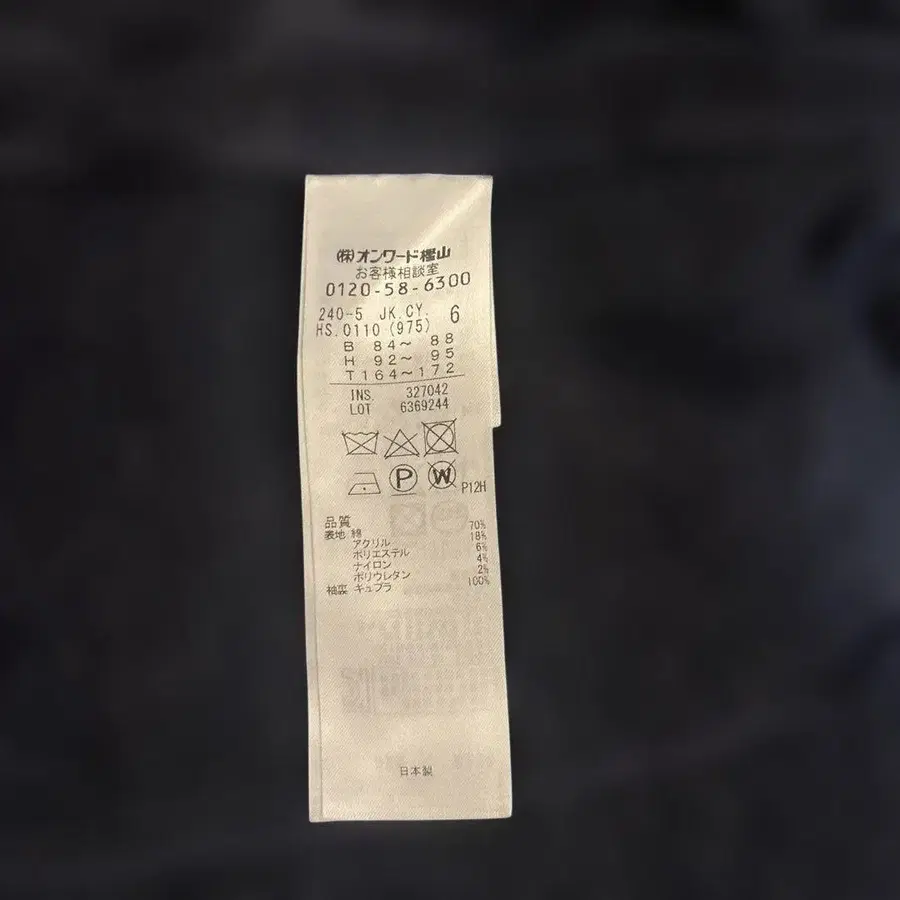 ㈱オンワード樫山
お客様相談室
0120-58-6300
240-5 JK.CY. 6
HS.0110 (975)
B 84～ 88
H 92～ 95
T164～172
INS. 327042
LOT 6369244
P W P12H
品質
表地 綿 70%
アクリル 18%
ポリエステル 6%
ナイロン 4%
ポリウレタン 2%
袖裏 キュプラ 100%
日本製